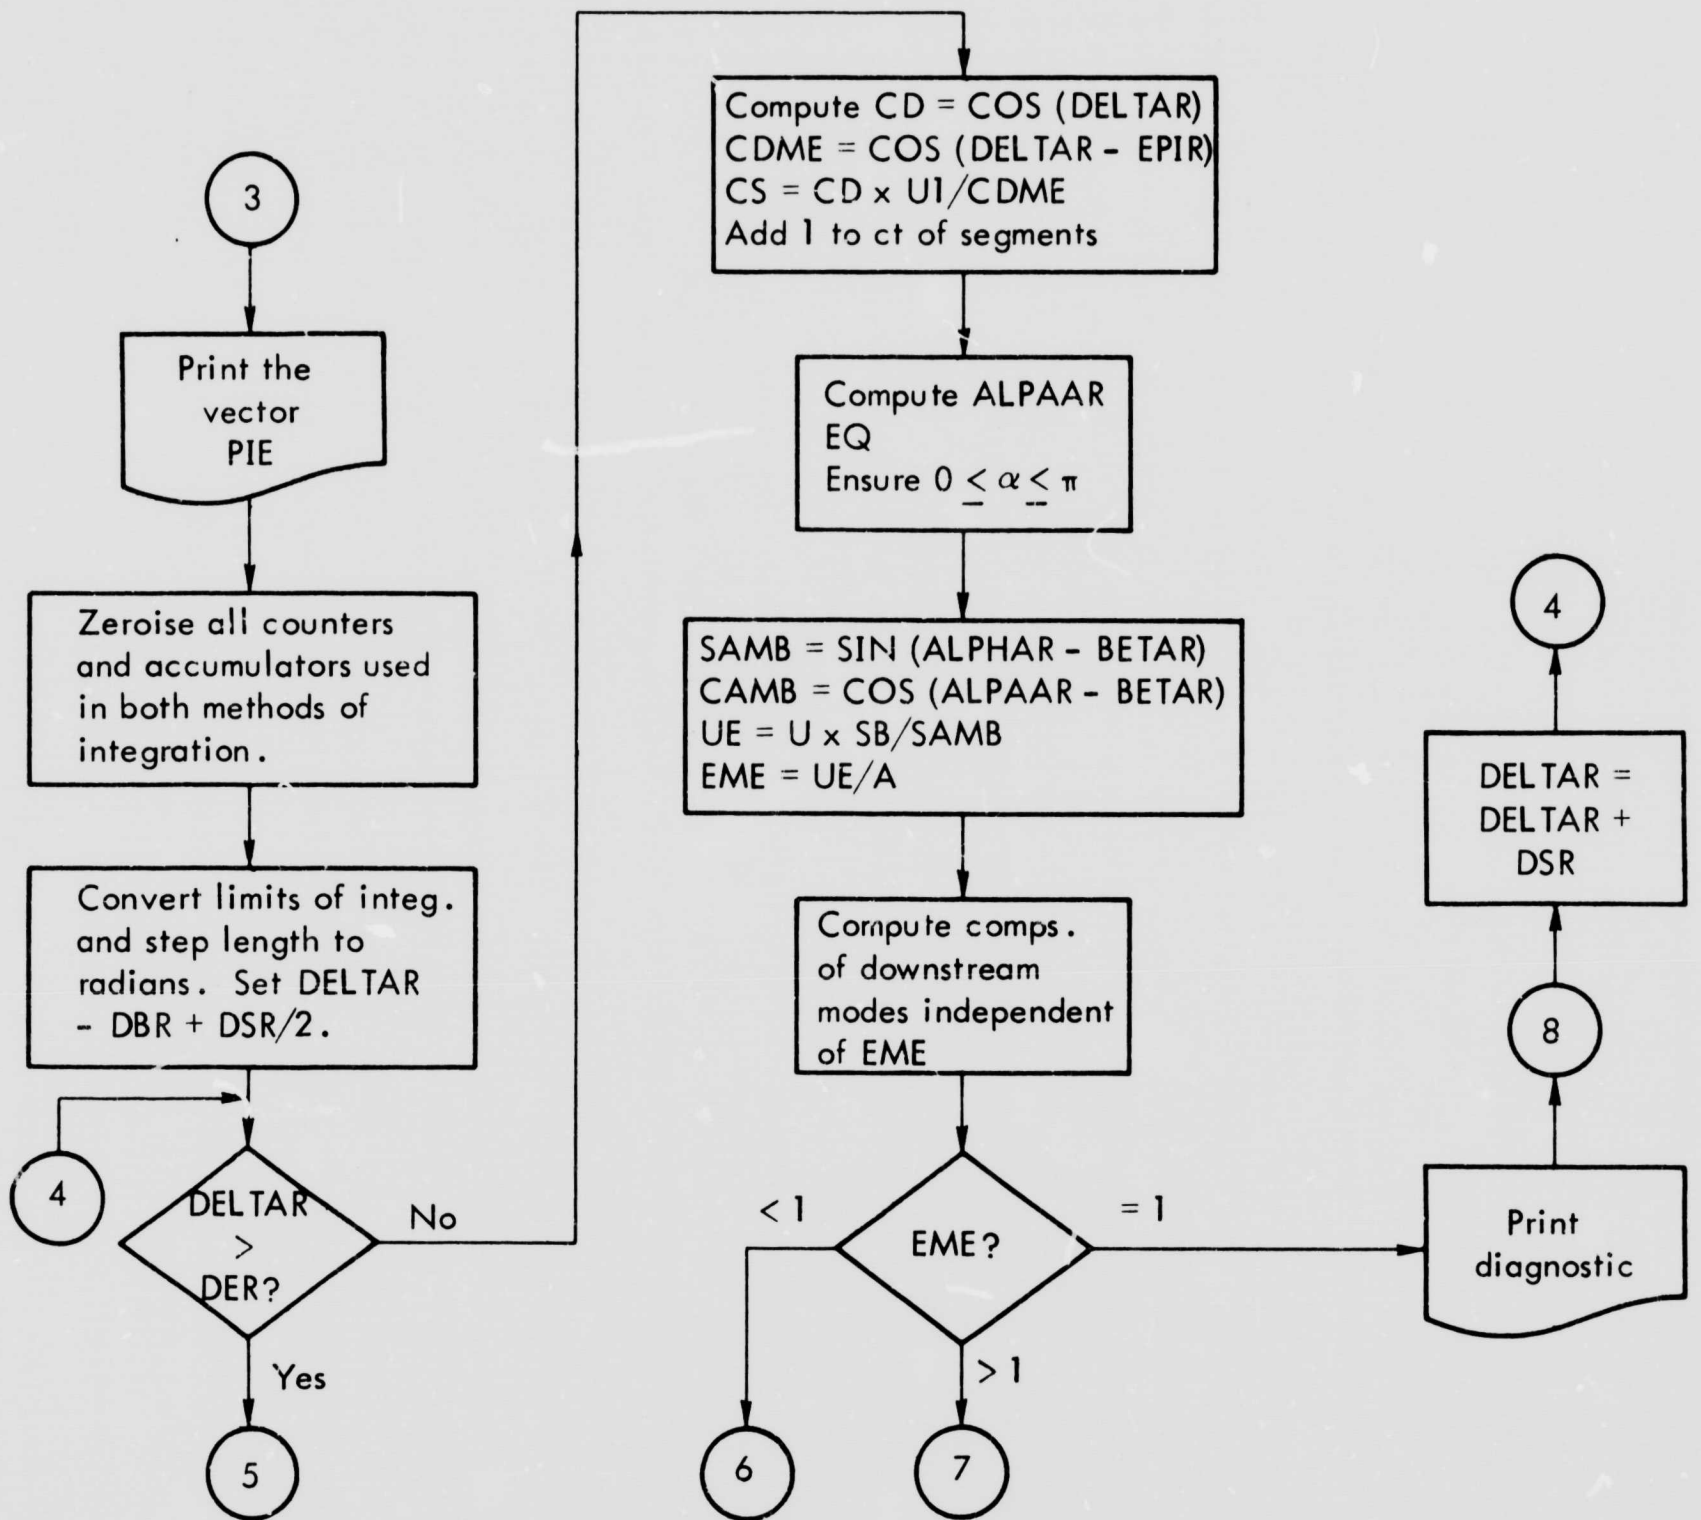 3
Print the
vector
PIE
Zeroise all counters
and accumulators used
in both methods of
integration.
Convert limits of integ.
and step length to
radians. Set DELTAR
- DBR + DSR/2.
4
DELTAR
>
DER?
No
Yes
5
Compute CD = COS (DELTAR)
CDME = COS (DELTAR - EPIR)
CS = CD x U1/CDME
Add 1 to ct of segments
Compute ALPAAR
EQ
Ensure 0 ≤ α ≤ π
SAMB = SIN (ALPHAR - BETAR)
CAMB = COS (ALPAAR - BETAR)
UE = U x SB/SAMB
EME = UE/A
Compute comps.
of downstream
modes independent
of EME
< 1
EME?
= 1
> 1
6
7
4
DELTAR =
DELTAR +
DSR
8
Print
diagnostic